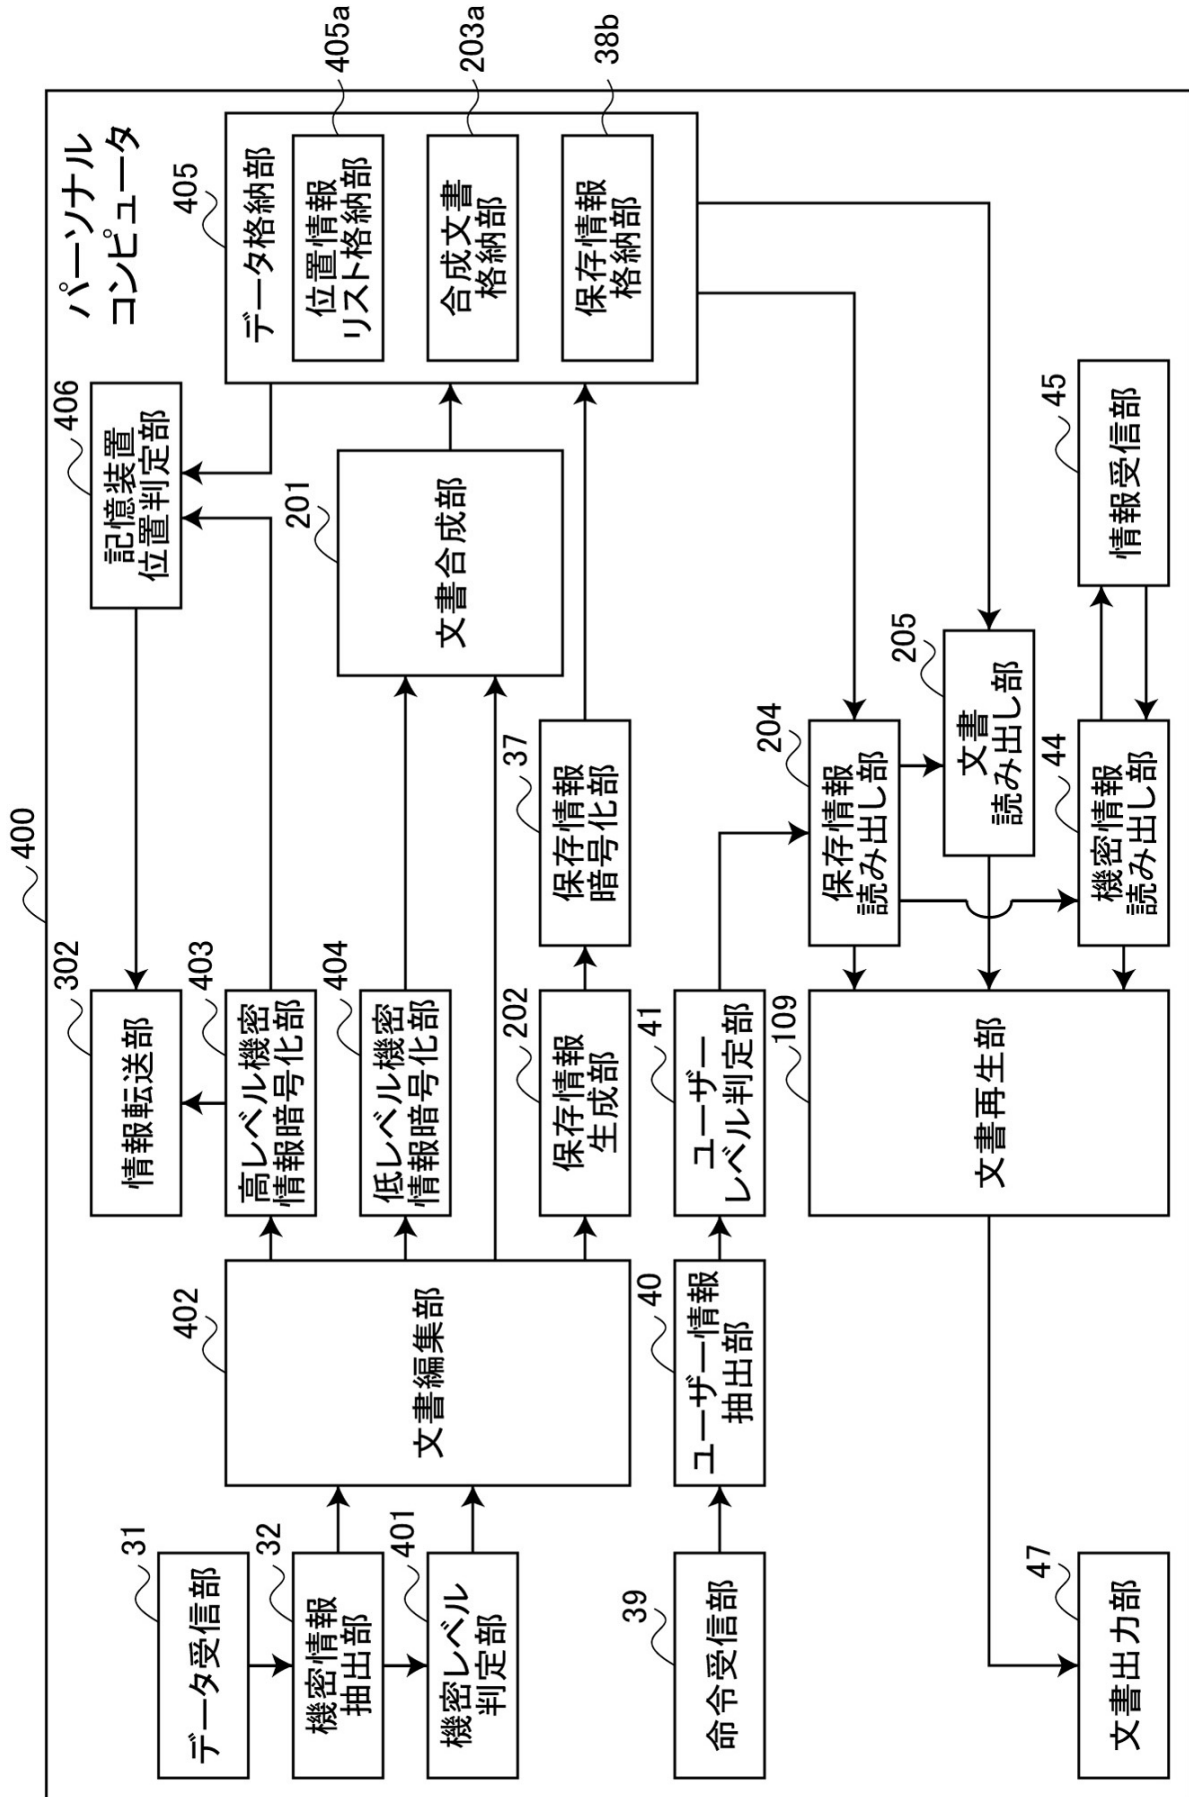 400
パーソナル
コンピュータ
31
データ受信部
32
機密情報
抽出部
401
機密レベル
判定部
402
文書編集部
302
情報転送部
403
高レベル機密
情報暗号化部
404
低レベル機密
情報暗号化部
202
保存情報
生成部
37
保存情報
暗号化部
201
文書合成部
406
記憶装置
位置判定部
405
データ格納部
位置情報
リスト格納部
405a
合成文書
格納部
203a
保存情報
格納部
38b
39
命令受信部
40
ユーザー情報
抽出部
41
ユーザー
レベル判定部
204
保存情報
読み出し部
205
文書
読み出し部
44
機密情報
読み出し部
45
情報受信部
109
文書再生部
47
文書出力部